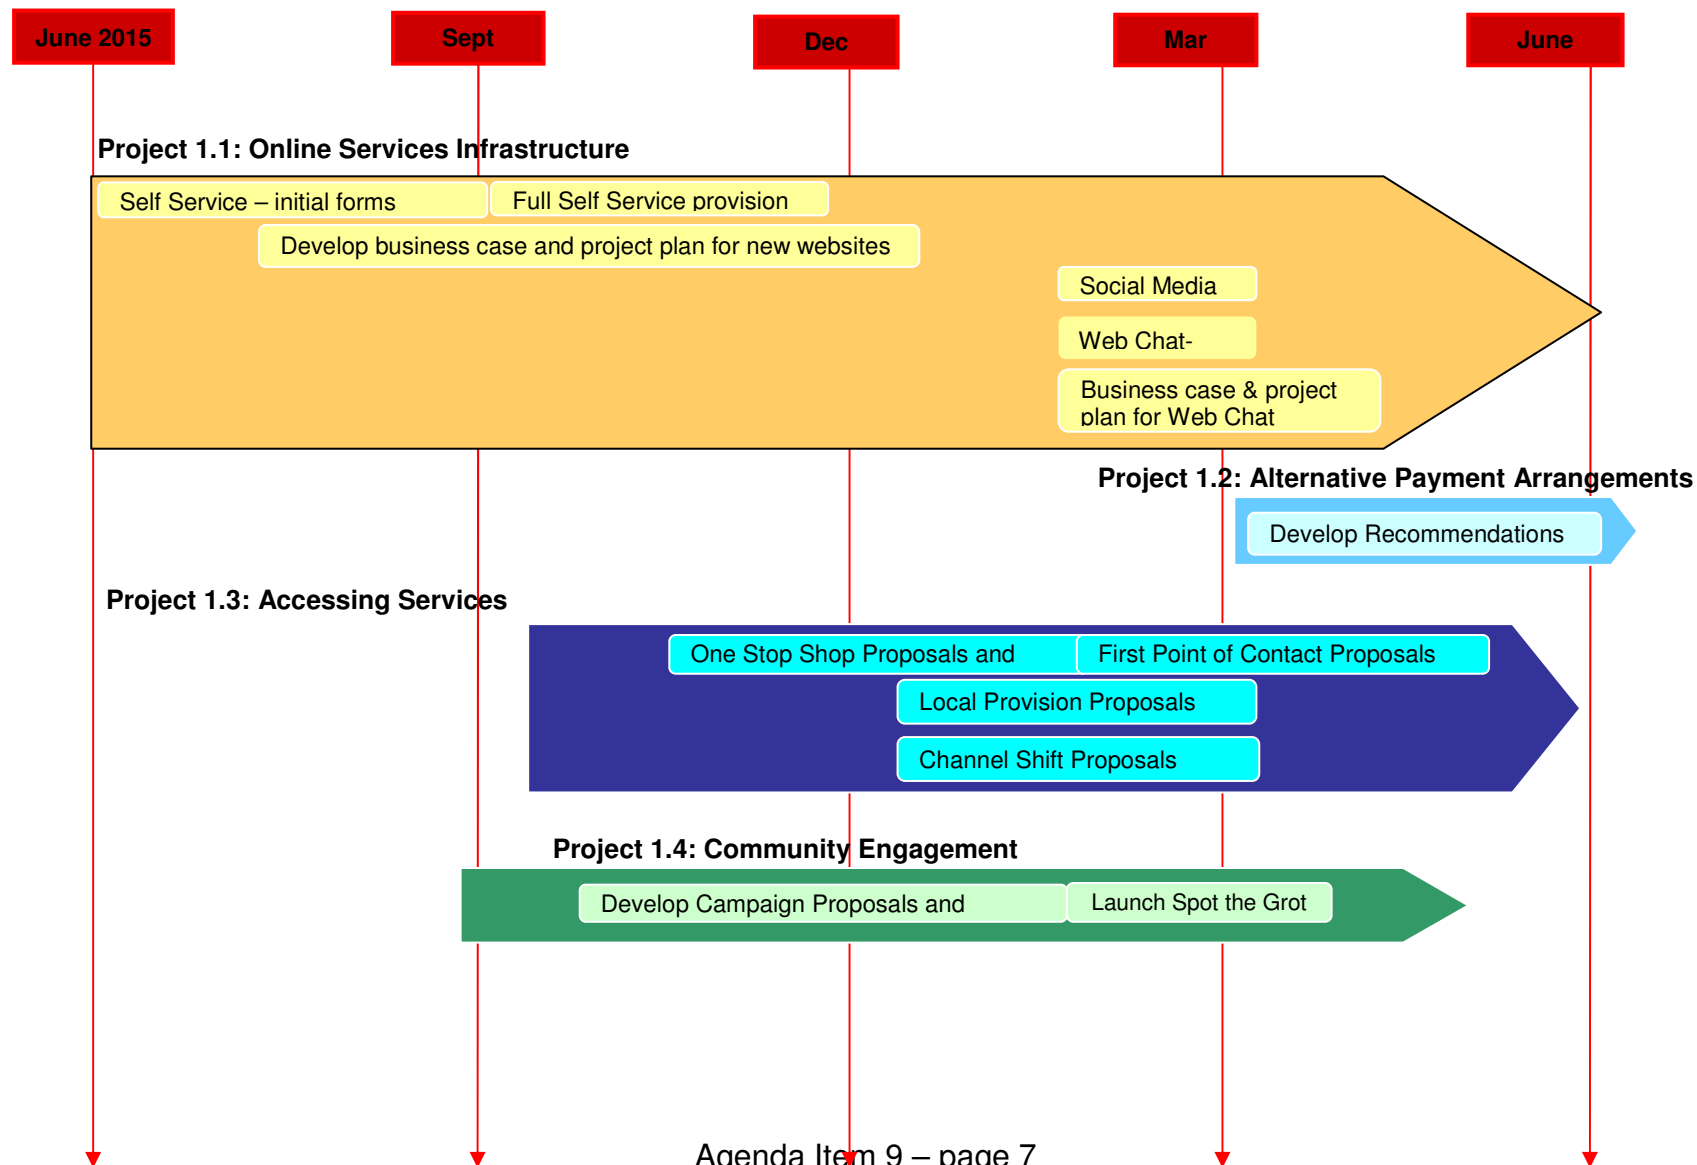 June 2015
Sept
Dec
Mar
June
Project 1.1: Online Services Infrastructure
Self Service – initial forms
Full Self Service provision
Develop business case and project plan for new websites
Social Media
Web Chat-
Business case & project
plan for Web Chat
Project 1.2: Alternative Payment Arrangements
Develop Recommendations
Project 1.3: Accessing Services
One Stop Shop Proposals and
First Point of Contact Proposals
Local Provision Proposals
Channel Shift Proposals
Project 1.4: Community Engagement
Develop Campaign Proposals and
Launch Spot the Grot
Agenda Item 9 – page 7